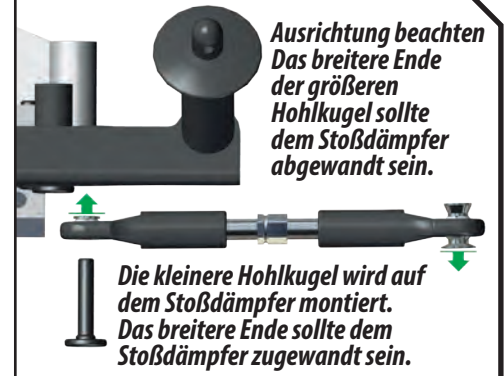 Ausrichtung beachten
Das breitere Ende
der größeren
Hohlkugel sollte
dem Stoßdämpfer
abgewandt sein.
Die kleinere Hohlkugel wird auf
dem Stoßdämpfer montiert.
Das breitere Ende sollte dem
Stoßdämpfer zugewandt sein.